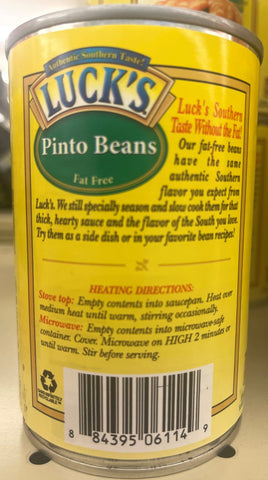 Authentic Southern Taste!
LUCK'S
Pinto Beans
Fat Free
Luck's Southern
Taste Without the Fat!
Our fat-free beans
have the same
authentic Southern
flavor you expect from
Luck's. We still specially season and slow cook them for that
thick, hearty sauce and the flavor of the South you love.
Try them as a side dish or in your favorite bean recipes!
HEATING DIRECTIONS:
Stove top: Empty contents into saucepan. Heat over
medium heat until warm, stirring occasionally.
Microwave: Empty contents into microwave-safe
container. Cover. Microwave on HIGH 2 minutes or
until warm. Stir before serving.
8 84395 06114 9